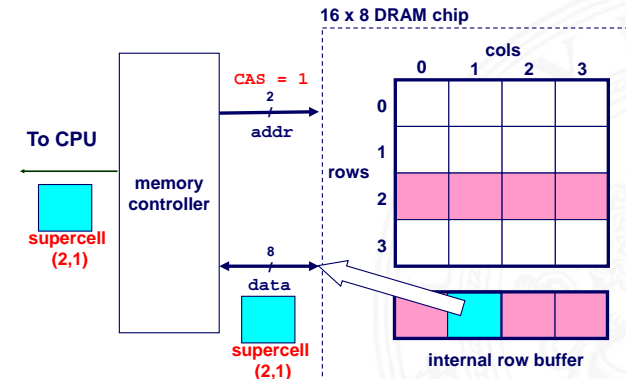 16 x 8 DRAM chip
cols
0 1 2 3
CAS = 1
2
addr
0
1
2
3
rows
To CPU
memory
controller
supercell
(2,1)
8
data
supercell
(2,1)
internal row buffer